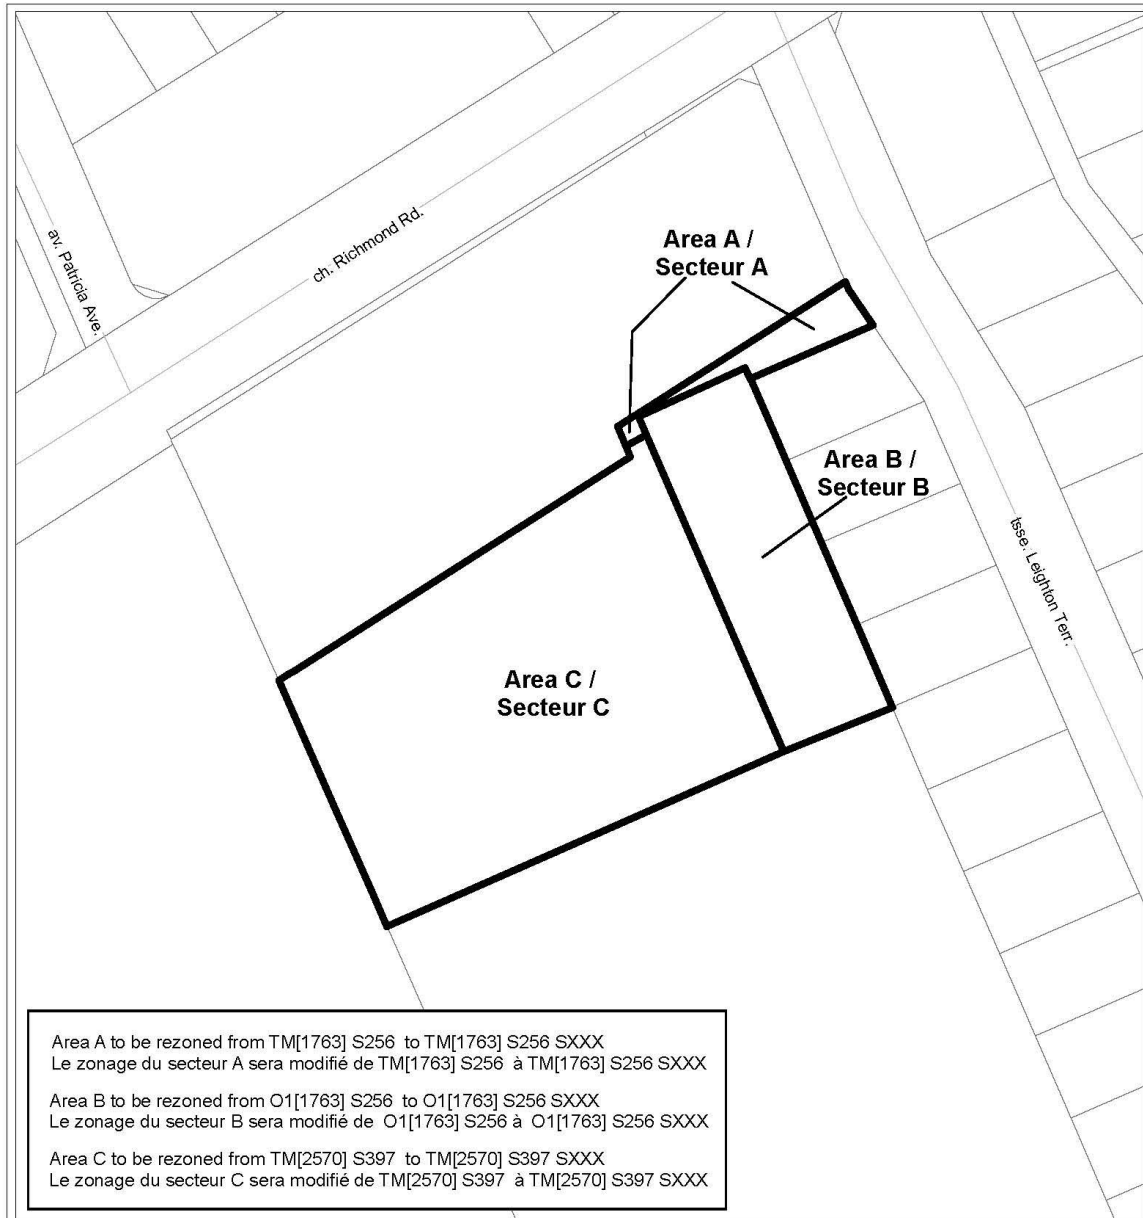 av. Patricia Ave.
ch. Richmond Rd.
Area A /
Secteur A
Area B /
Secteur B
tsse. Leighton Terr.
Area C /
Secteur C
Area A to be rezoned from TM[1763] S256 to TM[1763] S256 SXXX
Le zonage du secteur A sera modifié de TM[1763] S256 à TM[1763] S256 SXXX
Area B to be rezoned from O1[1763] S256 to O1[1763] S256 SXXX
Le zonage du secteur B sera modifié de O1[1763] S256 à O1[1763] S256 SXXX
Area C to be rezoned from TM[2570] S397 to TM[2570] S397 SXXX
Le zonage du secteur C sera modifié de TM[2570] S397 à TM[2570] S397 SXXX